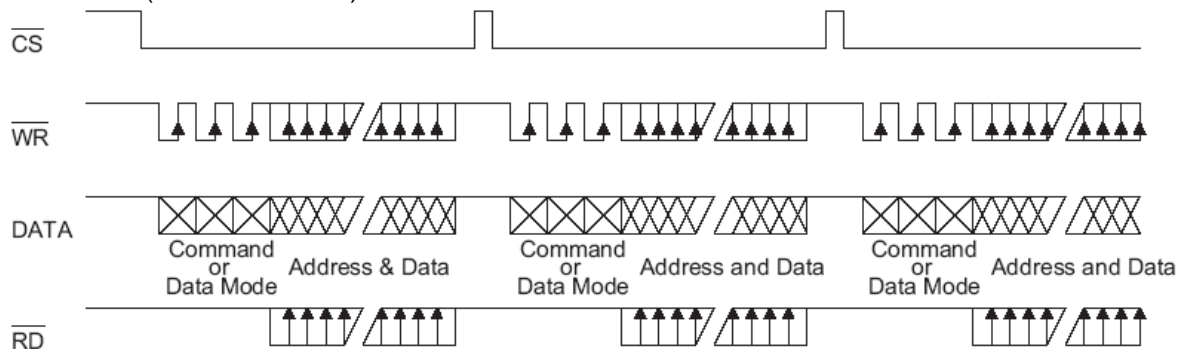 CS
WR
DATA
Command
or
Data Mode
Address & Data
Command
or
Data Mode
Address and Data
Command
or
Data Mode
Address and Data
RD